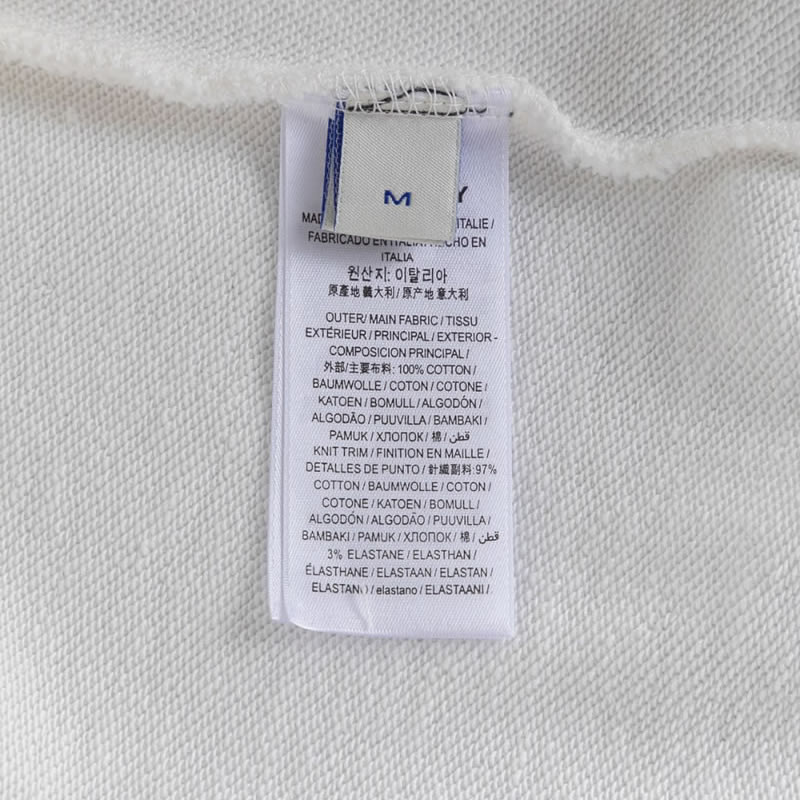 M
Y
MAD ITALIE /
FABRICADO EN ITALIA / HECHO EN
ITALIA
원산지: 이탈리아
原產地 義大利 / 原产地 意大利
OUTER/ MAIN FABRIC / TISSU
EXTÉRIEUR / PRINCIPAL / EXTERIOR -
COMPOSICION PRINCIPAL /
外部/主要布料: 100% COTTON /
BAUMWOLLE / COTON / COTONE /
KATOEN / BOMULL / ALGODÓN /
ALGODÃO / PUUVILLA / BAMBAKI /
PAMUK / ХЛОПОК / 棉 / قطن
KNIT TRIM / FINITION EN MAILLE /
DETALLES DE PUNTO / 針織副料: 97%
COTTON / BAUMWOLLE / COTON /
COTONE / KATOEN / BOMULL /
ALGODÓN / ALGODÃO / PUUVILLA /
BAMBAKI / PAMUK / ХЛОПОК / 棉 / قطن
3% ELASTANE / ELASTHAN /
ÉLASTHANE / ELASTAAN / ELASTAN /
ELASTANO / elastano / ELASTAANI /